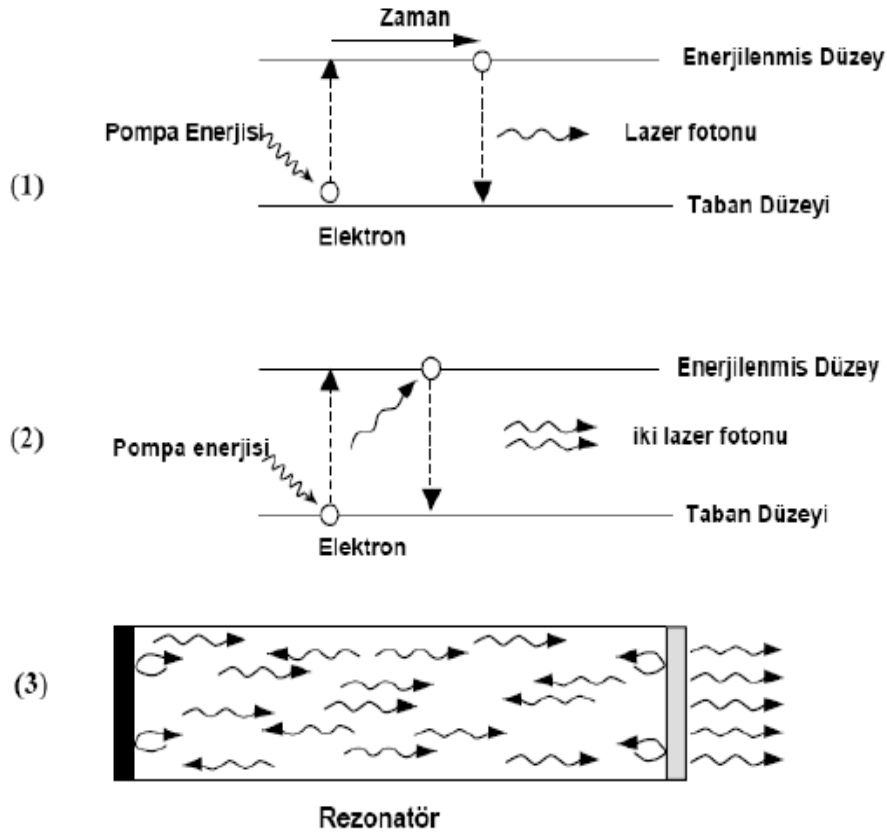 Zaman
Enerjilenmis Düzey
Pompa Enerjisi
Lazer fotonu
(1)
Taban Düzeyi
Elektron
Enerjilenmis Düzey
(2)
iki lazer fotonu
Pompa enerjisi
Taban Düzeyi
Elektron
(3)
Rezonatör